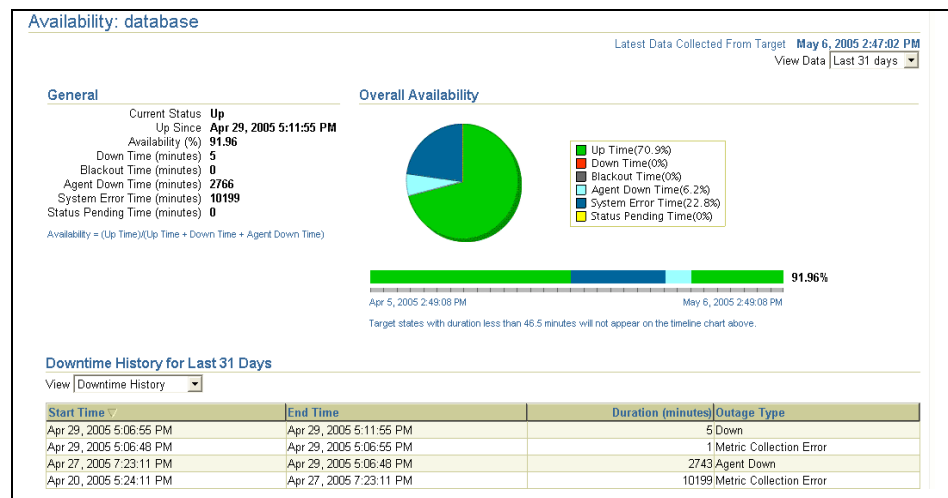 Availability: database
Latest Data Collected From Target May 6, 2005 2:47:02 PM
View Data Last 31 days
General
Current Status Up
Up Since Apr 29, 2005 5:11:55 PM
Availability (%) 91.96
Down Time (minutes) 5
Blackout Time (minutes) 0
Agent Down Time (minutes) 2766
System Error Time (minutes) 10199
Status Pending Time (minutes) 0
Availability = (Up Time)/(Up Time + Down Time + Agent Down Time)
Overall Availability
Up Time(70.9%)
Down Time(0%)
Blackout Time(0%)
Agent Down Time(6.2%)
System Error Time(22.8%)
Status Pending Time(0%)
91.96%
Apr 5, 2005 2:49:08 PM May 6, 2005 2:49:08 PM
Target states with duration less than 46.5 minutes will not appear on the timeline chart above.
Downtime History for Last 31 Days
View Downtime History
Start Time End Time Duration (minutes) Outage Type
Apr 29, 2005 5:06:55 PM Apr 29, 2005 5:11:55 PM 5 Down
Apr 29, 2005 5:06:48 PM Apr 29, 2005 5:06:55 PM 1 Metric Collection Error
Apr 27, 2005 7:23:11 PM Apr 29, 2005 5:06:48 PM 2743 Agent Down
Apr 20, 2005 5:24:11 PM Apr 27, 2005 7:23:11 PM 10199 Metric Collection Error